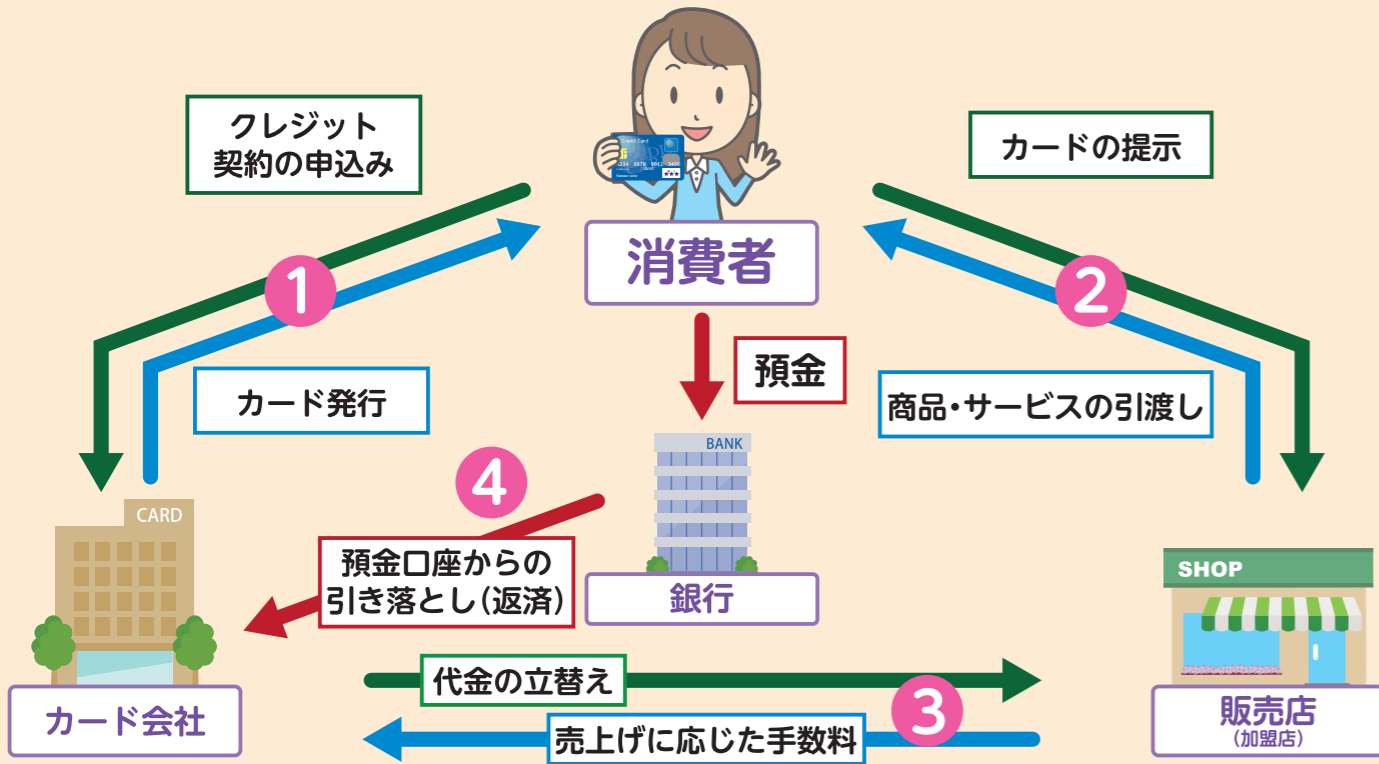 クレジット
契約の申込み
カードの提示
消費者
1
2
カード発行
預金
商品・サービスの引渡し
BANK
4
CARD
預金口座からの
引き落とし(返済)
銀行
SHOP
代金の立替え
3
カード会社
売上げに応じた手数料
販売店
(加盟店)